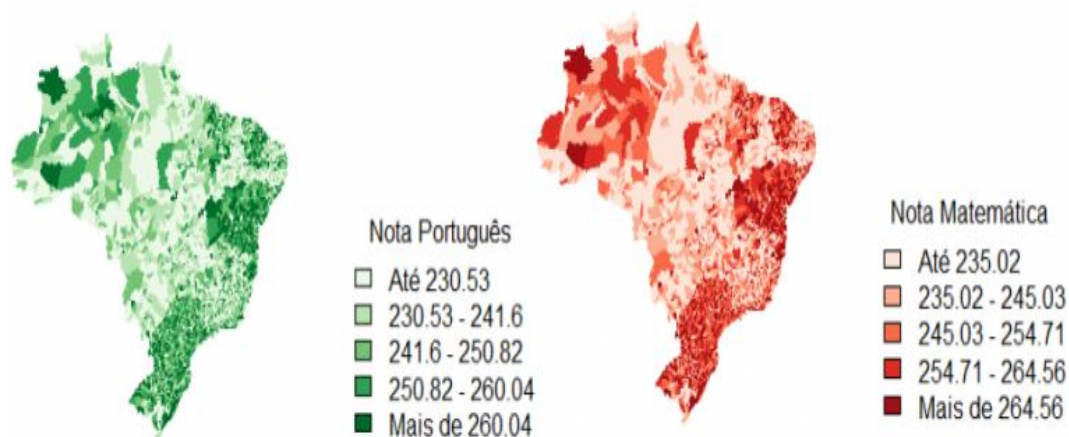 Nota Português
Até 230.53
230.53 - 241.6
241.6 - 250.82
250.82 - 260.04
Mais de 260.04
Nota Matemática
Até 235.02
235.02 - 245.03
245.03 - 254.71
254.71 - 264.56
Mais de 264.56